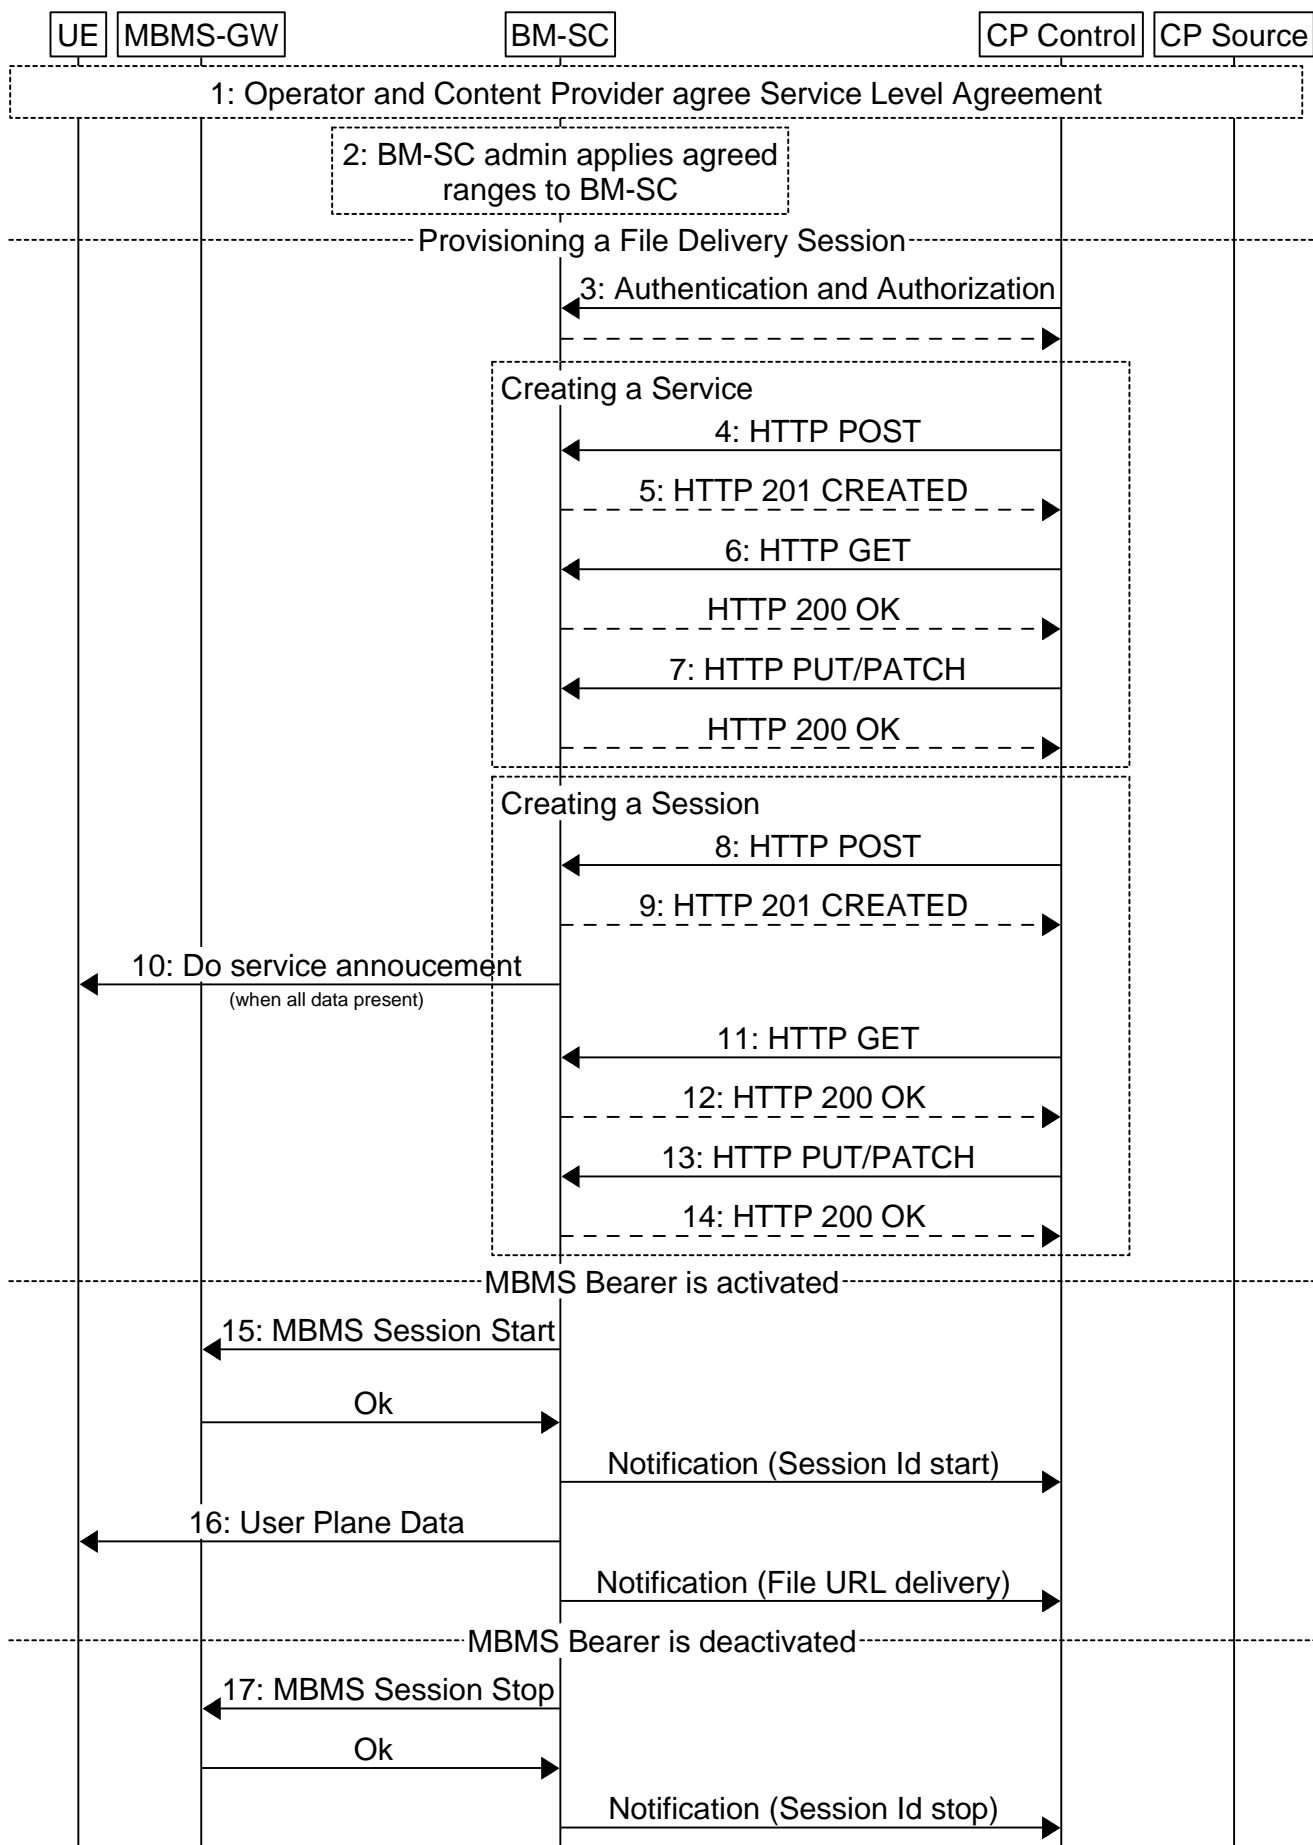 UE
MBMS-GW
BM-SC
CP Control
CP Source
1: Operator and Content Provider agree Service Level Agreement
2: BM-SC admin applies agreed
ranges to BM-SC
Provisioning a File Delivery Session
3: Authentication and Authorization
Creating a Service
4: HTTP POST
5: HTTP 201 CREATED
6: HTTP GET
HTTP 200 OK
7: HTTP PUT/PATCH
HTTP 200 OK
Creating a Session
8: HTTP POST
9: HTTP 201 CREATED
10: Do service annoucement
(when all data present)
11: HTTP GET
12: HTTP 200 OK
13: HTTP PUT/PATCH
14: HTTP 200 OK
MBMS Bearer is activated
15: MBMS Session Start
Ok
Notification (Session Id start)
16: User Plane Data
Notification (File URL delivery)
MBMS Bearer is deactivated
17: MBMS Session Stop
Ok
Notification (Session Id stop)